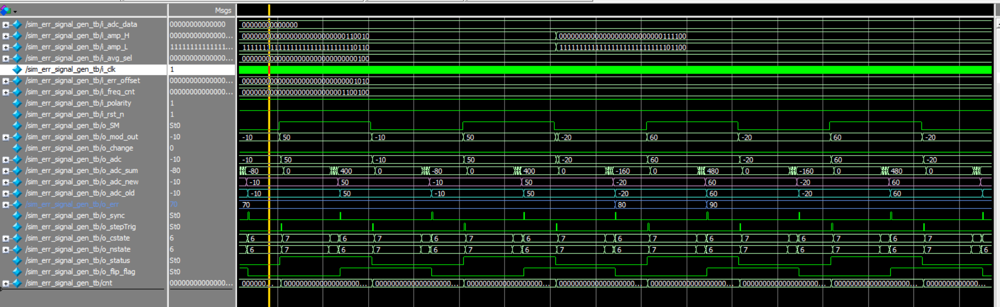 Msgs
/sim_err_signal_gen_tb/i_adc_data 00000000000000 00000000000000
/sim_err_signal_gen_tb/i_amp_H 00000000000000... 00000000000000000000000000110010 00000000000000000000000000111100
/sim_err_signal_gen_tb/i_amp_L 11111111111111... 11111111111111111111111111110110 11111111111111111111111111101100
/sim_err_signal_gen_tb/i_avg_sel 00000000000000... 00000000000000000000000000000100
/sim_err_signal_gen_tb/i_clk 1
/sim_err_signal_gen_tb/i_err_offset 00000000000000... 00000000000000000000000000001010
/sim_err_signal_gen_tb/i_freq_cnt 00000000000000... 00000000000000000000000001100100
/sim_err_signal_gen_tb/i_polarity 1
/sim_err_signal_gen_tb/i_rst_n 1
/sim_err_signal_gen_tb/o_SM St0
/sim_err_signal_gen_tb/o_mod_out -10 -10 50 -10 50 -20 60 -20 60 -20
/sim_err_signal_gen_tb/o_change 0
/sim_err_signal_gen_tb/o_adc -10 -10 50 -10 50 -20 60 -20 60 -20
/sim_err_signal_gen_tb/o_adc_sum -80 -80 0 400 0 -80 0 400 0 -160 0 480 0 -160 0 480 0
/sim_err_signal_gen_tb/o_adc_new -10 -10 50 -10 50 -20 60 -20 60
/sim_err_signal_gen_tb/o_adc_old -10 -10 50 -10 50 -20 60 -20 60
/sim_err_signal_gen_tb/o_err 70 70 80 90
/sim_err_signal_gen_tb/o_sync St0
/sim_err_signal_gen_tb/o_stepTrig St0
/sim_err_signal_gen_tb/o_cstate 6 6 7 6 7 6 7 6 7 6 7 6 7 6 7 6 7
/sim_err_signal_gen_tb/o_nstate 6 6 7 6 7 6 7 6 7 6 7 6 7 6 7 6 7 6
/sim_err_signal_gen_tb/o_status St0
/sim_err_signal_gen_tb/o_flip_flag St0
/sim_err_signal_gen_tb/cnt 00000000000000... 000000... 0000000000000000000... 0000000000000000000... 0000000000000000000... 0000000000000000000... 0000000000000000000... 0000000000000000000... 0000000000000000000... 00000000000000...